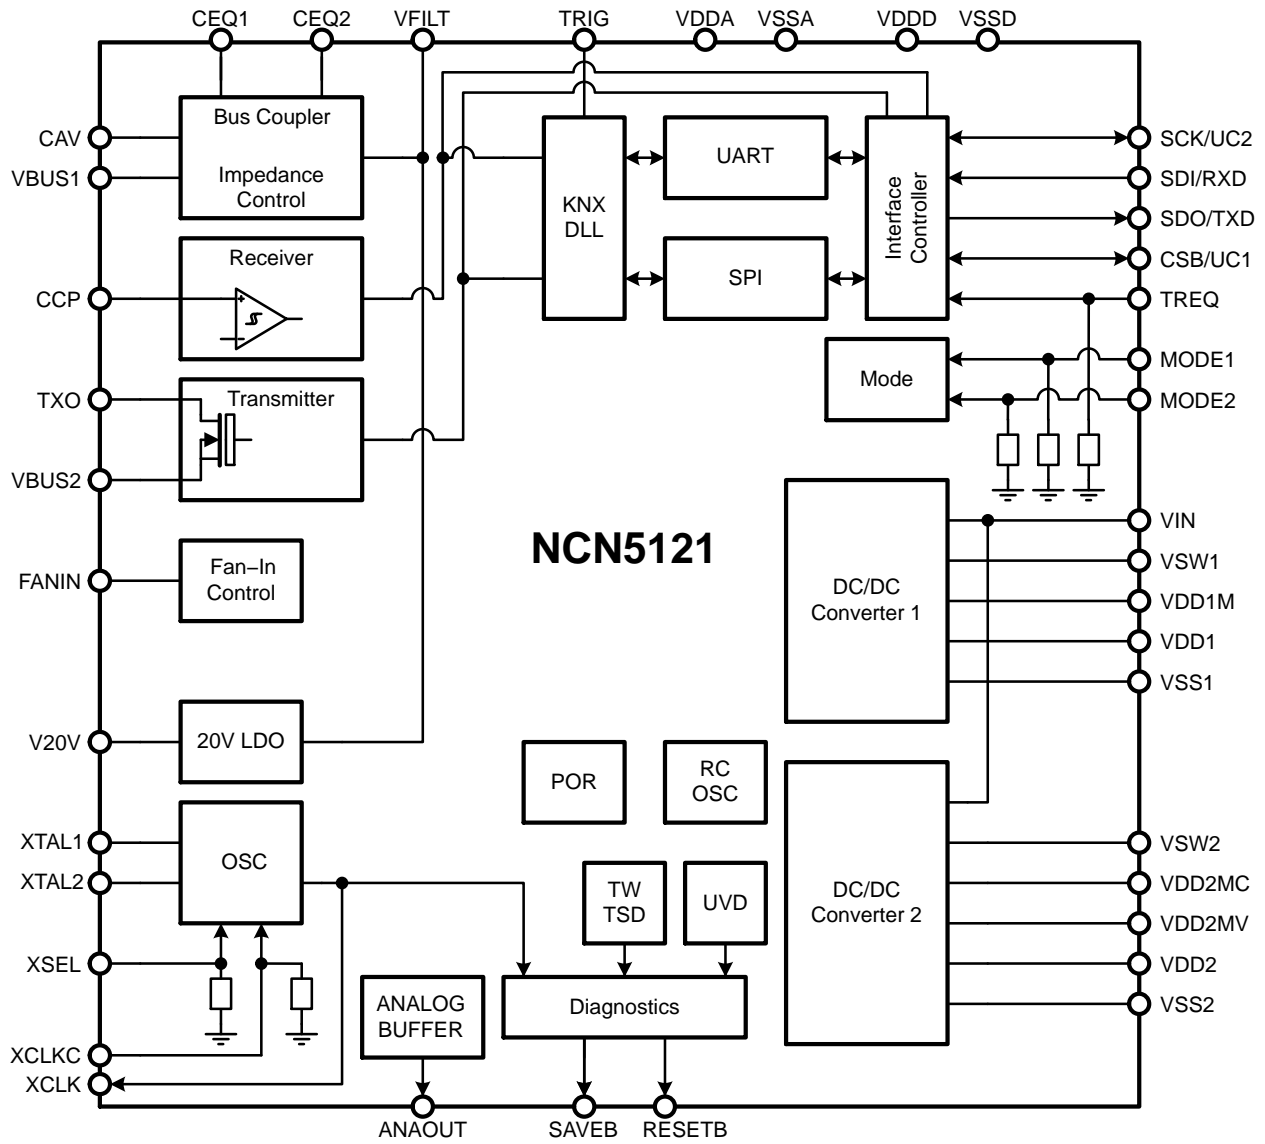 CEQ1 CEQ2 VFILT TRIG VDDA VSSA VDDD VSSD
CAV
VBUS1
CCP
TXO
VBUS2
FANIN
V20V
XTAL1
XTAL2
XSEL
XCLKC
XCLK
Bus Coupler
Impedance
Control
Receiver
+
Transmitter
Fan–In
Control
20V LDO
OSC
KNX
DLL
UART
SPI
Interface
Controller
Mode
NCN5121
DC/DC
Converter 1
DC/DC
Converter 2
POR
RC
OSC
TW
TSD
UVD
ANALOG
BUFFER
Diagnostics
SCK/UC2
SDI/RXD
SDO/TXD
CSB/UC1
TREQ
MODE1
MODE2
VIN
VSW1
VDD1M
VDD1
VSS1
VSW2
VDD2MC
VDD2MV
VDD2
VSS2
ANAOUT SAVEB RESETB